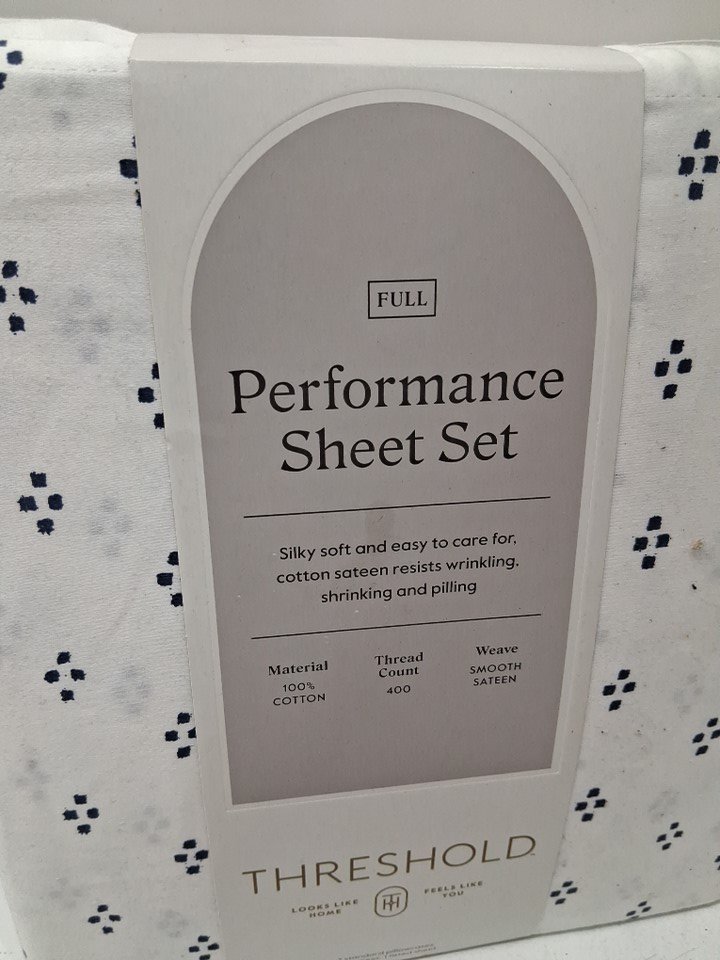 FULL
Performance
Sheet Set
Silky soft and easy to care for,
cotton sateen resists wrinkling,
shrinking and pilling
Material
100%
COTTON
Thread
Count
400
Weave
SMOOTH
SATEEN
THRESHOLD™
LOOKS LIKE
HOME
FEELS LIKE
YOU